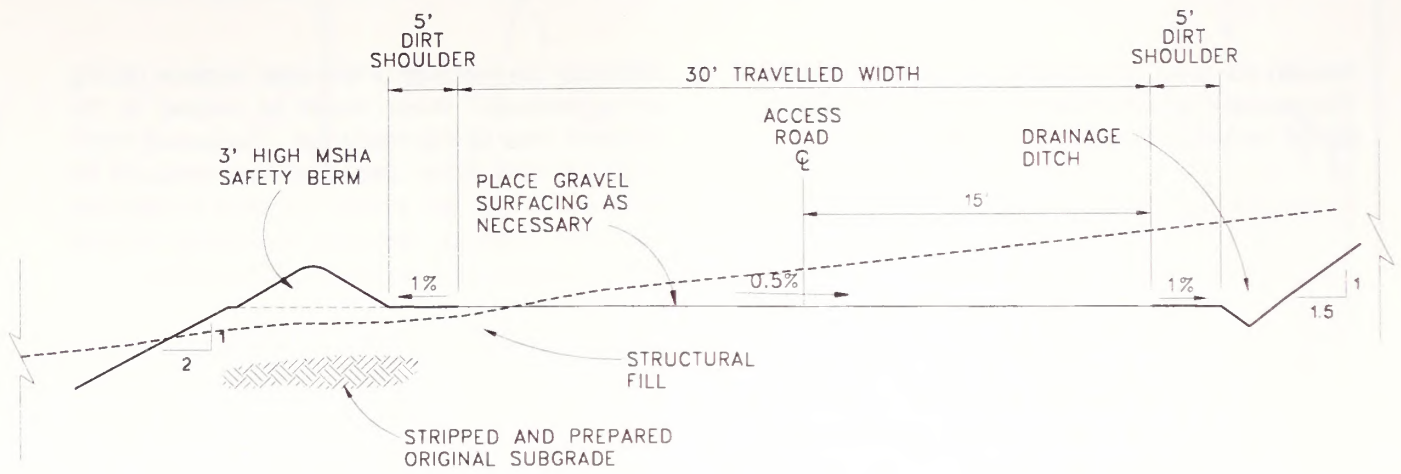 5'
DIRT
SHOULDER
5'
DIRT
SHOULDER
30' TRAVELLED WIDTH
ACCESS
ROAD
℄
DRAINAGE
DITCH
3' HIGH MSHA
SAFETY BERM
PLACE GRAVEL
SURFACING AS
NECESSARY
15'
1%
0.5%
1%
1
1.5
1
2
STRUCTURAL
FILL
STRIPPED AND PREPARED
ORIGINAL SUBGRADE